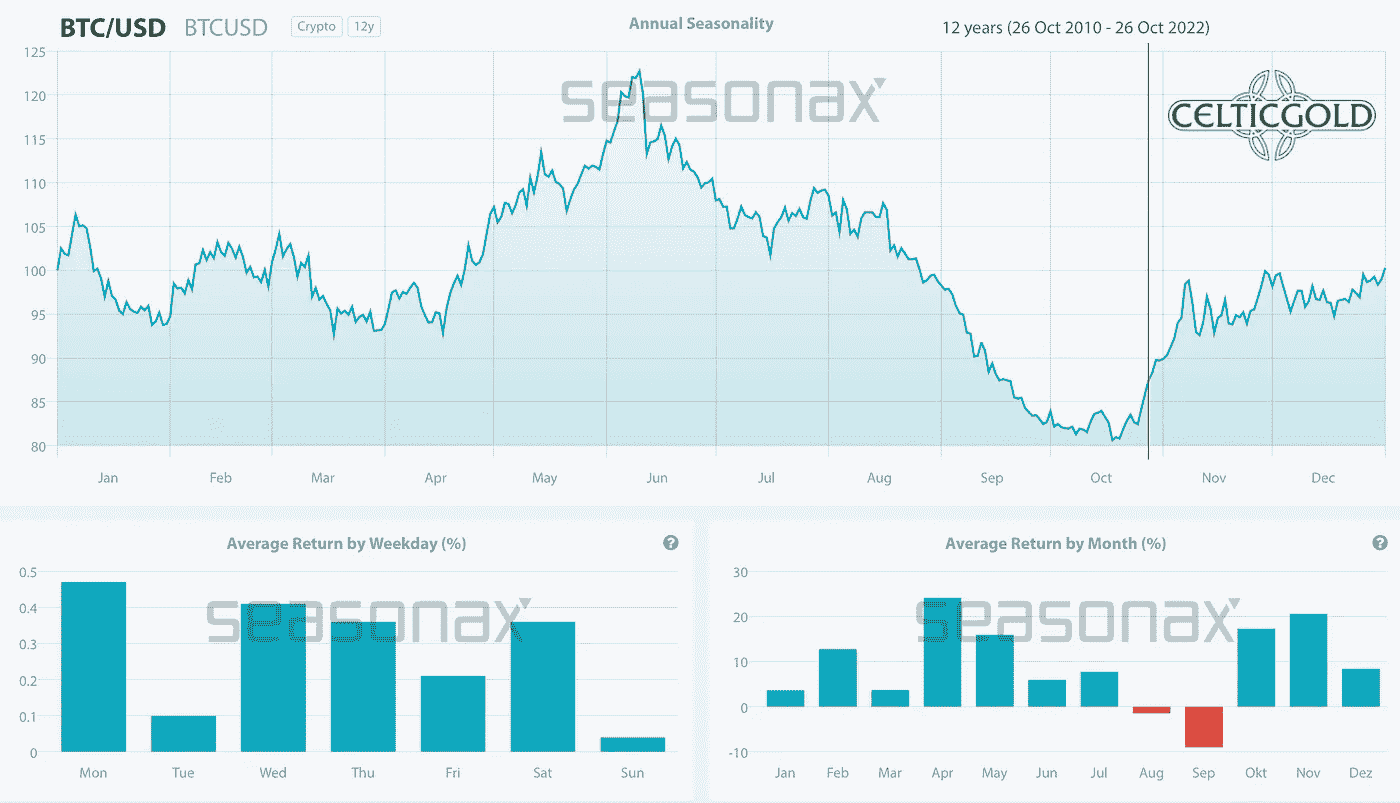 BTC/USD BTCUSD Crypto 12y Annual Seasonality 12 years (26 Oct 2010 - 26 Oct 2022)
seasonax
CELTICGOLD
125
120
115
110
105
100
95
90
85
80
Jan Feb Mar Apr May Jun Jul Aug Sep Oct Nov Dec
Average Return by Weekday (%) ?
seasonax
0.5
0.4
0.3
0.2
0.1
0
Mon Tue Wed Thu Fri Sat Sun
Average Return by Month (%) ?
seasonax
30
20
10
0
-10
Jan Feb Mar Apr May Jun Jul Aug Sep Okt Nov Dez